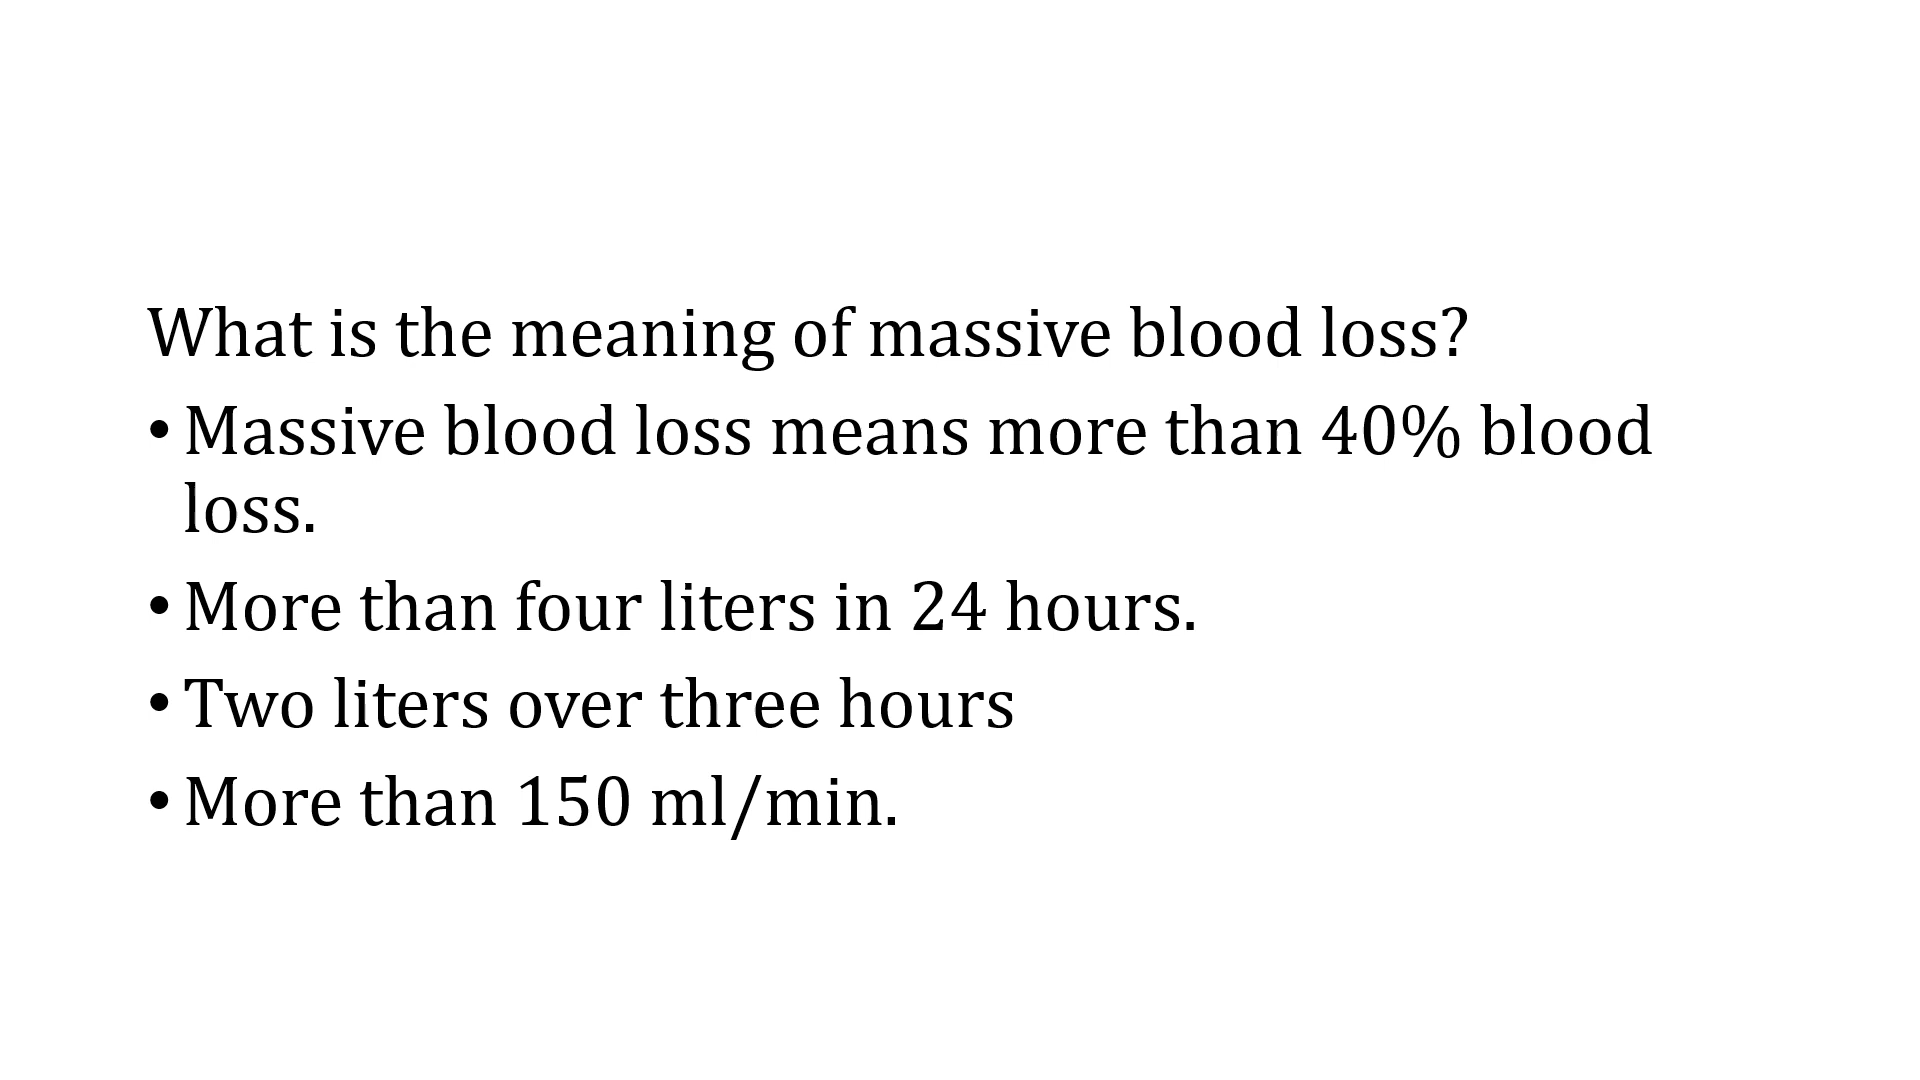 What is the meaning of massive blood loss?
• Massive blood loss means more than 40% blood
loss.
• More than four liters in 24 hours.
• Two liters over three hours
• More than 150 ml/min.